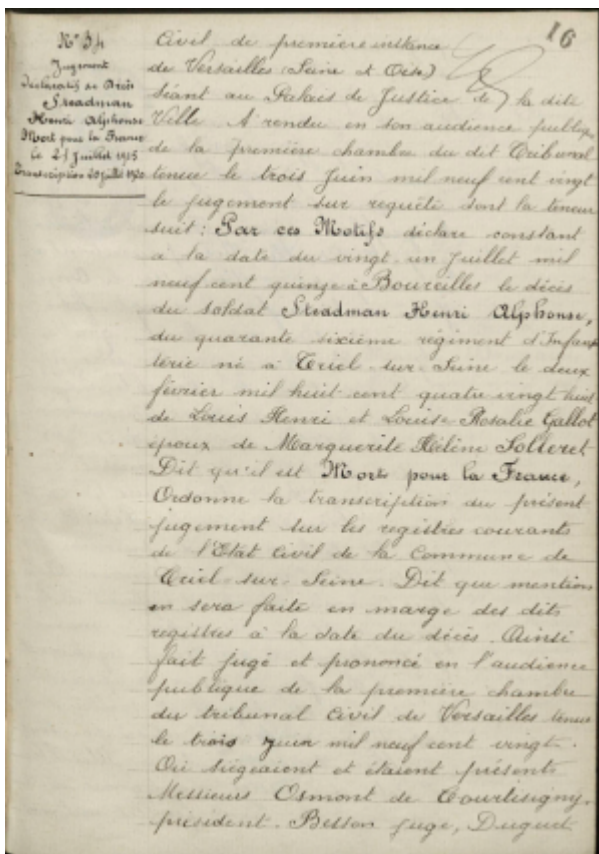 16
N° 34
Jugement
déclaratif de Décès
Steadman
Henri Alphonse
Mort pour la France
le 21 Juillet 1915
Transcription 20 Juillet 1920
Civil de première instance
de Versailles (Seine et Oise)
séant au Palais de Justice de la dite
Ville. A rendu en son audience publique
de la première chambre du dit Tribunal
tenue le trois Juin mil neuf cent vingt
le jugement sur requête dont la teneur
suit : Par ces Motifs déclare constant
à la date du vingt un Juillet mil
neuf cent quinze à Boureilles le décès
du soldat Steadman Henri Alphonse,
du quarante sixième régiment d'Infan
terie né à Triel-sur-Seine le deux
février mil huit cent quatre vingt huit
de Louis Henri et Louise Rosalie Gallot
époux de Marguerite Hélène Solleret
Dit qu'il est Mort pour la France,
Ordonne la transcription du présent
jugement sur les registres courants
de l'Etat Civil de la Commune de
Triel-sur-Seine. Dit que mention
en sera faite en marge des dits
registres à la date du décès. Ainsi
fait jugé et prononcé en l'audience
publique de la première chambre
du tribunal Civil de Versailles tenue
le trois Juin mil neuf cent vingt.
Où siégeaient et étaient présents
Messieurs Osmont de Courtisigny,
président. Besson juge, Duguet